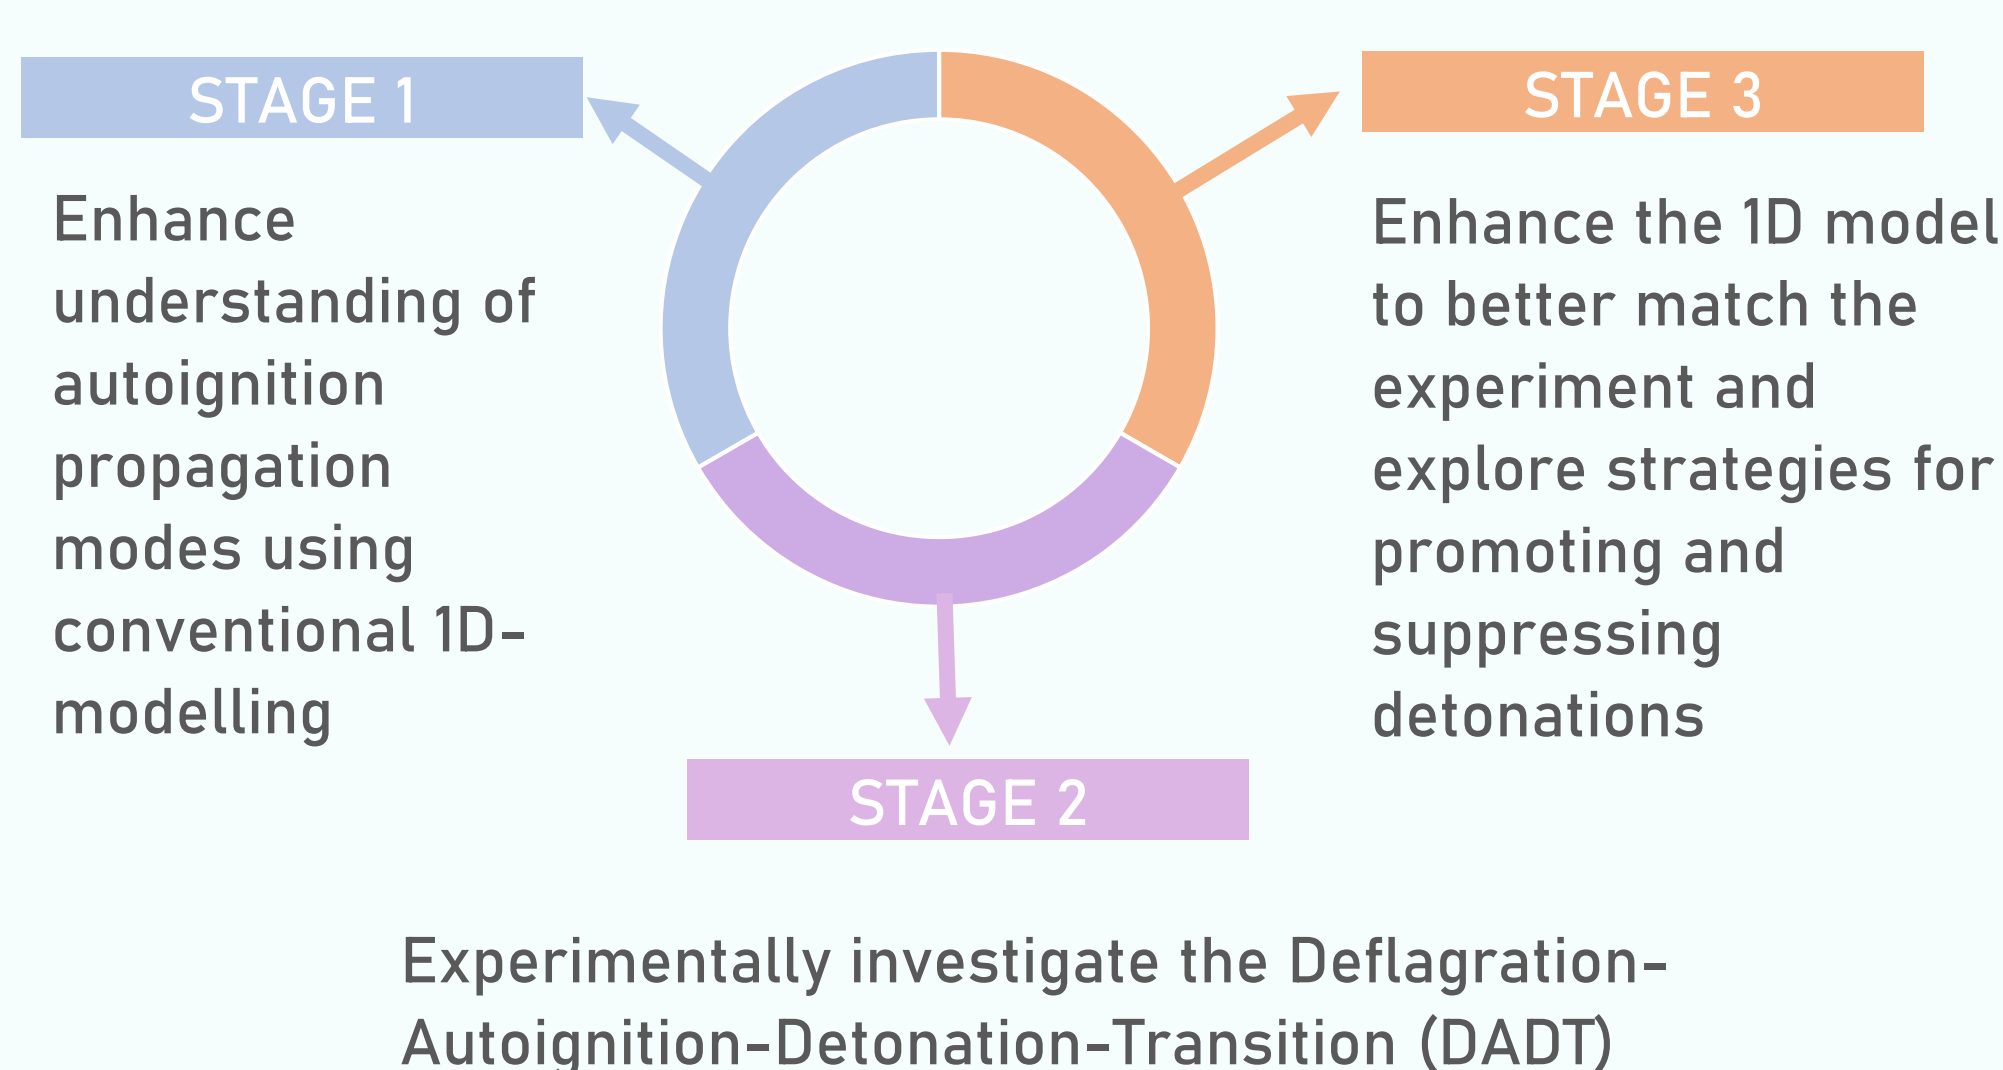 STAGE 1
Enhance
understanding of
autoignition
propagation
modes using
conventional 1D-
modelling
STAGE 2
Experimentally investigate the Deflagration-
Autoignition-Detonation-Transition (DADT)
STAGE 3
Enhance the 1D model
to better match the
experiment and
explore strategies for
promoting and
suppressing
detonations